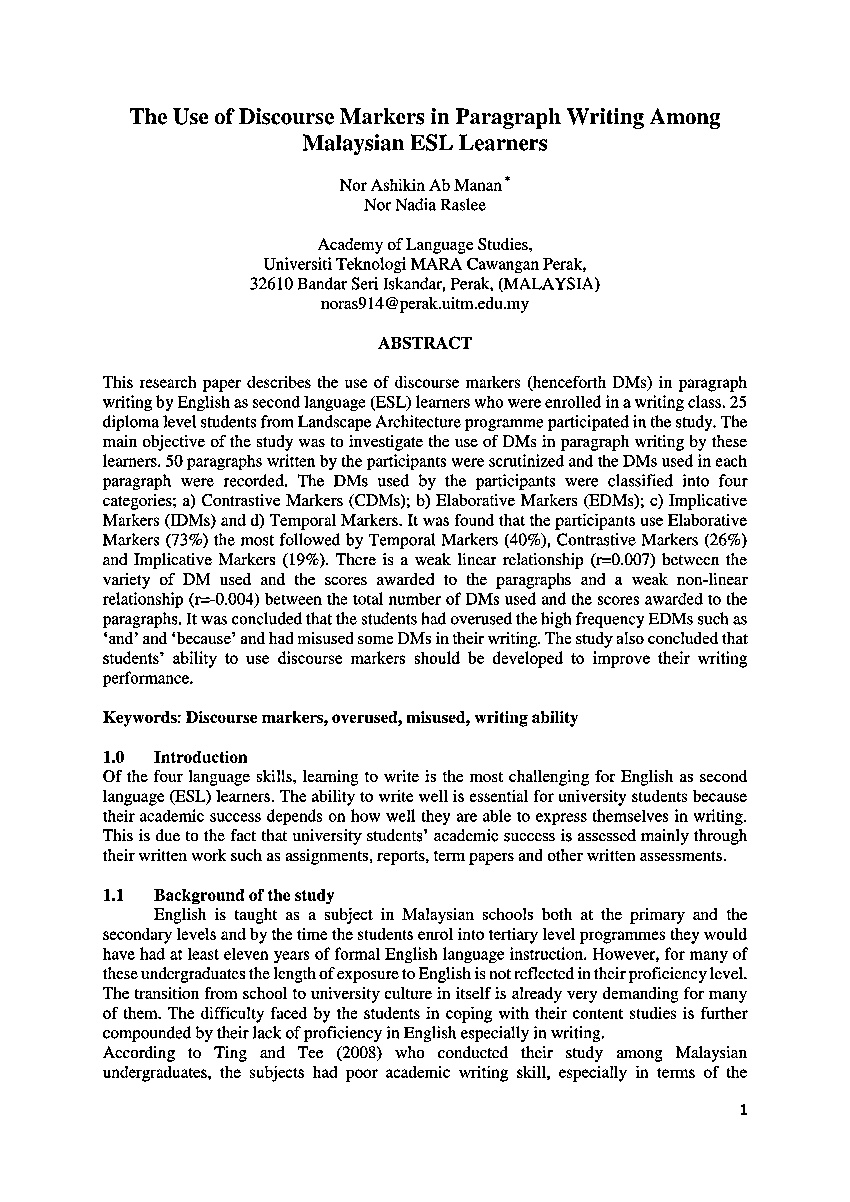 The Use of Discourse Markers in Paragraph Writing Among
Malaysian ESL Learners
Nor Ashikin Ab Manan*
Nor Nadia Raslee
Academy of Language Studies,
Universiti Teknologi MARA Cawangan Perak,
32610 Bandar Seri Iskandar, Perak, (MALAYSIA)
noras914@perak.uitm.edu.my
ABSTRACT
This research paper describes the use of discourse markers (henceforth DMs) in paragraph
writing by English as second language (ESL) learners who were enrolled in a writing class. 25
diploma level students from Landscape Architecture programme participated in the study. The
main objective of the study was to investigate the use of DMs in paragraph writing by these
learners. 50 paragraphs written by the participants were scrutinized and the DMs used in each
paragraph were recorded. The DMs used by the participants were classified into four
categories; a) Contrastive Markers (CDMs); b) Elaborative Markers (EDMs); c) Implicative
Markers (IDMs) and d) Temporal Markers. It was found that the participants use Elaborative
Markers (73%) the most followed by Temporal Markers (40%), Contrastive Markers (26%)
and Implicative Markers (19%). There is a weak linear relationship (r=0.007) between the
variety of DM used and the scores awarded to the paragraphs and a weak non-linear
relationship (r=-0.004) between the total number of DMs used and the scores awarded to the
paragraphs. It was concluded that the students had overused the high frequency EDMs such as
‘and’ and ‘because’ and had misused some DMs in their writing. The study also concluded that
students’ ability to use discourse markers should be developed to improve their writing
performance.
Keywords: Discourse markers, overused, misused, writing ability
1.0 Introduction
Of the four language skills, learning to write is the most challenging for English as second
language (ESL) learners. The ability to write well is essential for university students because
their academic success depends on how well they are able to express themselves in writing.
This is due to the fact that university students’ academic success is assessed mainly through
their written work such as assignments, reports, term papers and other written assessments.
1.1 Background of the study
English is taught as a subject in Malaysian schools both at the primary and the
secondary levels and by the time the students enrol into tertiary level programmes they would
have had at least eleven years of formal English language instruction. However, for many of
these undergraduates the length of exposure to English is not reflected in their proficiency level.
The transition from school to university culture in itself is already very demanding for many
of them. The difficulty faced by the students in coping with their content studies is further
compounded by their lack of proficiency in English especially in writing.
According to Ting and Tee (2008) who conducted their study among Malaysian
undergraduates, the subjects had poor academic writing skill, especially in terms of the
1